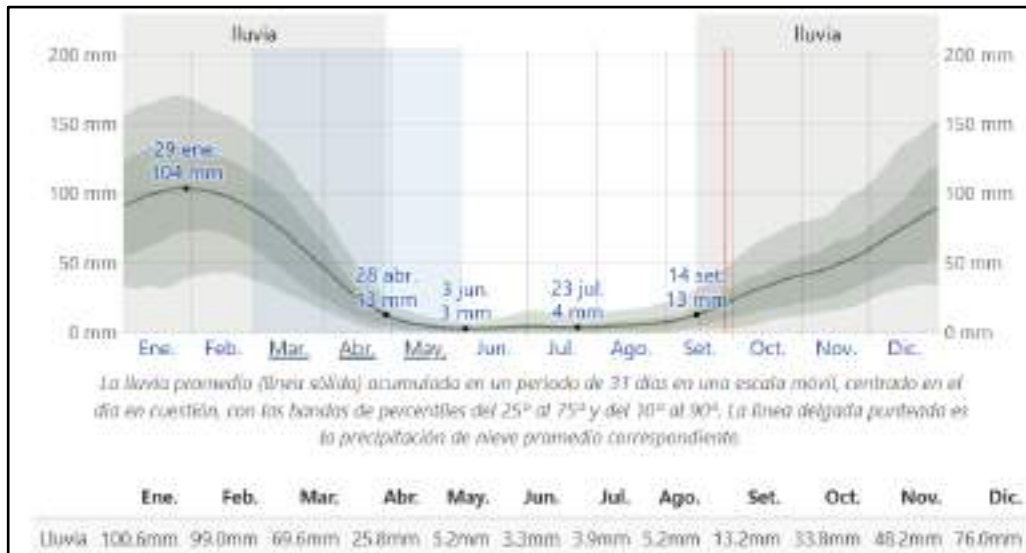 lluvia lluvia
200 mm 200 mm
150 mm 150 mm
29 ene.
104 mm
100 mm 100 mm
50 mm 50 mm
28 abr. 3 jun. 23 jul. 14 set.
13 mm 3 mm 4 mm 13 mm
0 mm 0 mm
Ene. Feb. Mar. Abr. May. Jun. Jul. Ago. Set. Oct. Nov. Dic.
La lluvia promedio (línea sólida) acumulada en un periodo de 31 días en una escala móvil, centrado en el
día en cuestión, con las bandas de percentiles del 25º al 75º y del 10º al 90º. La línea delgada punteada es
la precipitación de nieve promedio correspondiente.
Ene. Feb. Mar. Abr. May. Jun. Jul. Ago. Set. Oct. Nov. Dic.
Lluvia 100.6mm 99.0mm 69.6mm 25.8mm 5.2mm 3.3mm 3.9mm 5.2mm 13.2mm 33.8mm 48.2mm 76.0mm